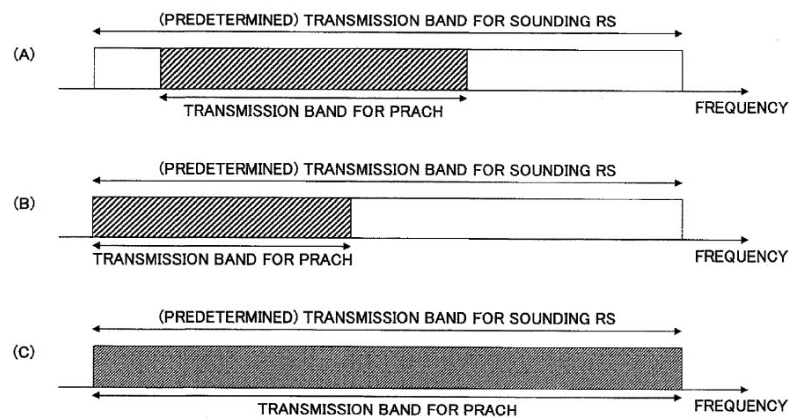 (PREDETERMINED) TRANSMISSION BAND FOR SOUNDING RS
(A)
TRANSMISSION BAND FOR PRACH
FREQUENCY
(PREDETERMINED) TRANSMISSION BAND FOR SOUNDING RS
(B)
TRANSMISSION BAND FOR PRACH
FREQUENCY
(PREDETERMINED) TRANSMISSION BAND FOR SOUNDING RS
(C)
TRANSMISSION BAND FOR PRACH
FREQUENCY